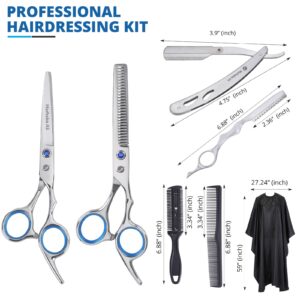 PROFESSIONAL
HAIRDRESSING KIT
3.9" (inch)
4.75" (inch)
6.88" (inch)
2.36" (inch)
6.88" (inch)
3.34" (inch)
3.34" (inch)
6.88" (inch)
27.24" (inch)
59" (inch)